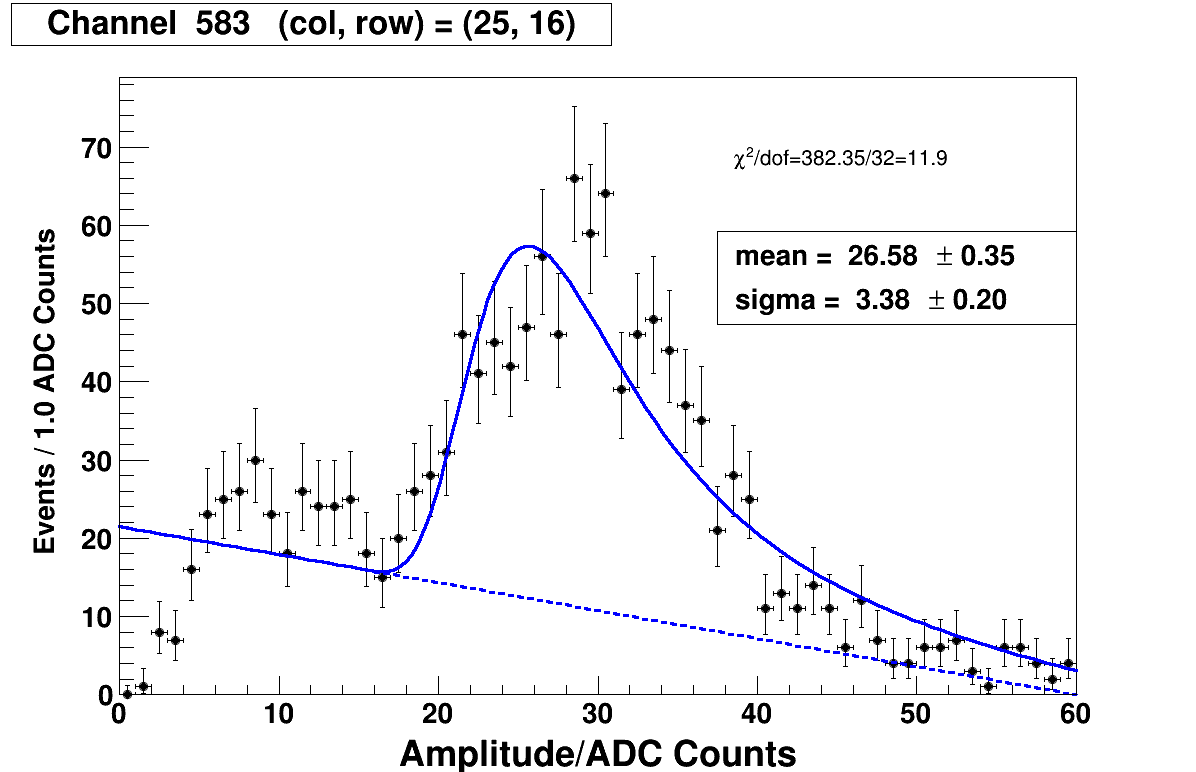 Channel 583 (col, row) = (25, 16)
χ²/dof=382.35/32=11.9
mean = 26.58 ± 0.35
sigma = 3.38 ± 0.20
Events / 1.0 ADC Counts
70
60
50
40
30
20
10
0
0 10 20 30 40 50 60
Amplitude/ADC Counts